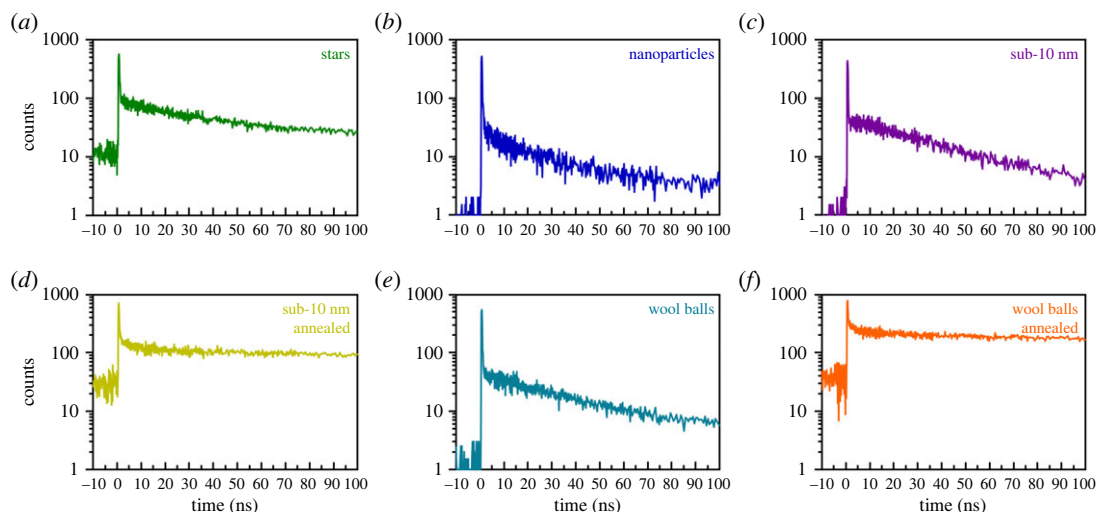 (a) (b) (c)
1000 1000 1000
stars nanoparticles sub-10 nm
100 100 100
counts
10 10 10
1 1 1
–10 0 10 20 30 40 50 60 70 80 90 100 –10 0 10 20 30 40 50 60 70 80 90 100 –10 0 10 20 30 40 50 60 70 80 90 100
(d) (e) (f)
1000 1000 1000
sub-10 nm wool balls wool balls
annealed annealed
100 100 100
counts
10 10 10
1 1 1
–10 0 10 20 30 40 50 60 70 80 90 100 –10 0 10 20 30 40 50 60 70 80 90 100 –10 0 10 20 30 40 50 60 70 80 90 100
time (ns) time (ns) time (ns)